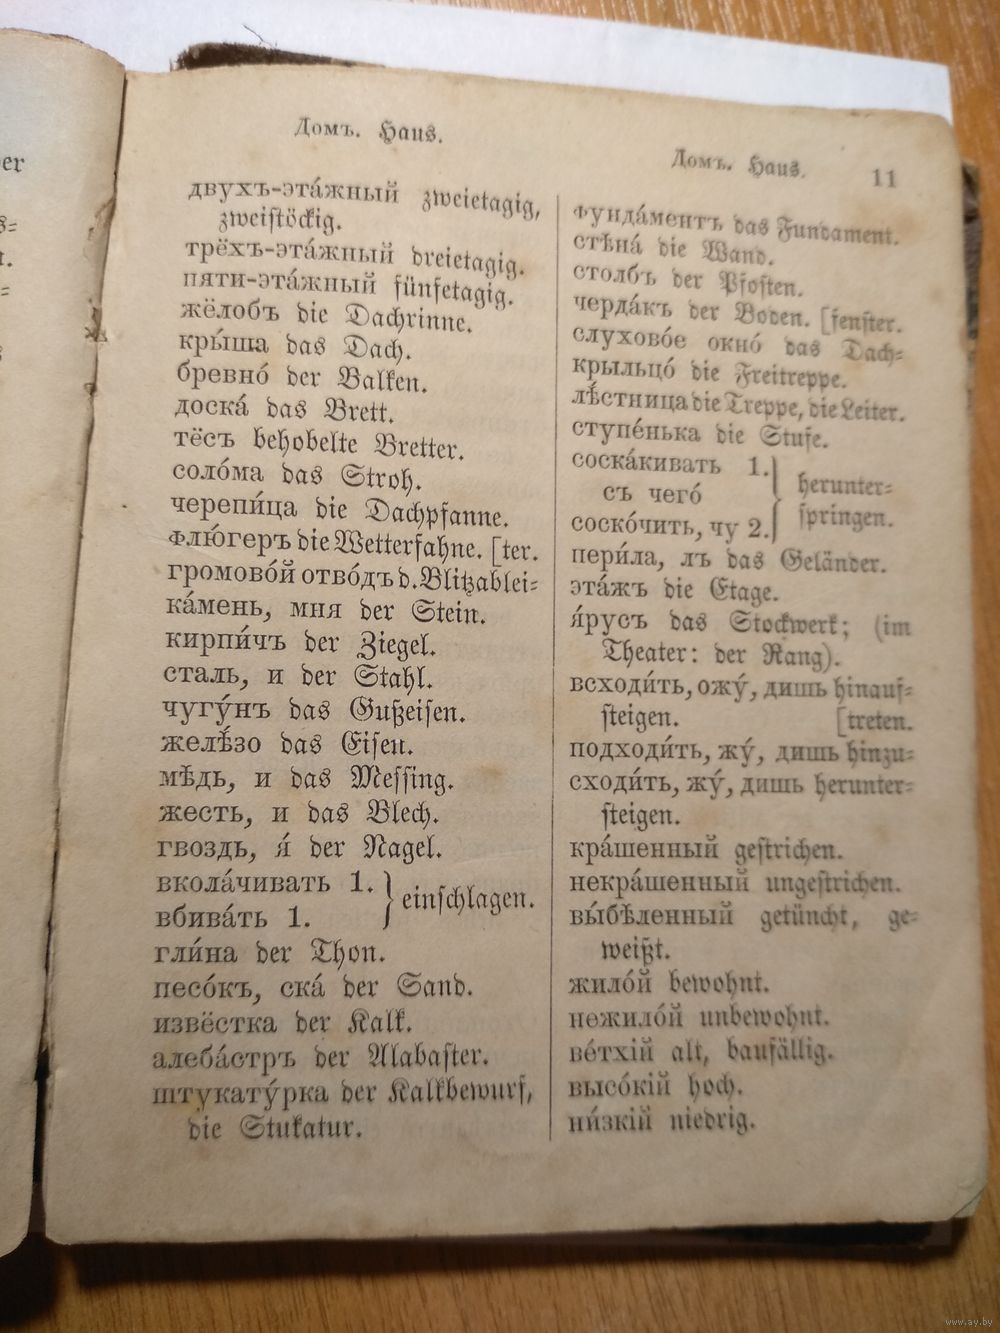 er
Домъ. Haus.
двухъ-эта́жный zweietagig,
zweistöckig.
трёхъ-эта́жный dreietagig.
пяти-эта́жный fünfetagig.
жёлобъ die Dachrinne.
кры́ша das Dach.
бревно́ der Balken.
доска́ das Brett.
тёсъ behobelte Bretter.
соло́ма das Stroh.
черепи́ца die Dachpfanne.
флю́геръ die Wetterfahne. [ter.
громово́й отво́дъ d. Blitzablei-
ка́мень, мня der Stein.
кирпи́чъ der Ziegel.
сталь, и der Stahl.
чугу́нъ das Gußeisen.
желѣ́зо das Eisen.
мѣдь, и das Messing.
жесть, и das Blech.
гвоздь, я́ der Nagel.
вкола́чивать 1. } einschlagen.
вбива́ть 1.
гли́на der Thon.
песо́къ, ска́ der Sand.
извёстка der Kalk.
алеба́стръ der Alabaster.
штукату́рка der Kalkbewurf,
die Stukatur.
Домъ. Haus. 11
фунда́ментъ das Fundament.
стѣна́ die Wand.
столбъ der Pfosten.
черда́къ der Boden. [fenster.
слухово́е окно́ das Dach-
крыльцо́ die Freitreppe.
лѣ́стница die Treppe, die Leiter.
ступе́нька die Stufe.
соска́кивать 1. } herunter-
съ чего́
соско́чить, чу 2. springen.
пери́ла, лъ das Geländer.
эта́жъ die Etage.
я́русъ das Stockwerk; (im
Theater: der Rang).
всходи́ть, ожу́, дишь hinauf-
steigen. [treten.
подходи́ть, жу́, дишь hinzu-
сходи́ть, жу́, дишь herunter-
steigen.
кра́шенный gestrichen.
некра́шенный ungestrichen.
вы́бѣленный getüncht, ge-
weißt.
жило́й bewohnt.
нежило́й unbewohnt.
ве́тхій alt, baufällig.
высо́кій hoch.
ни́зкій niedrig.
www.ay.by